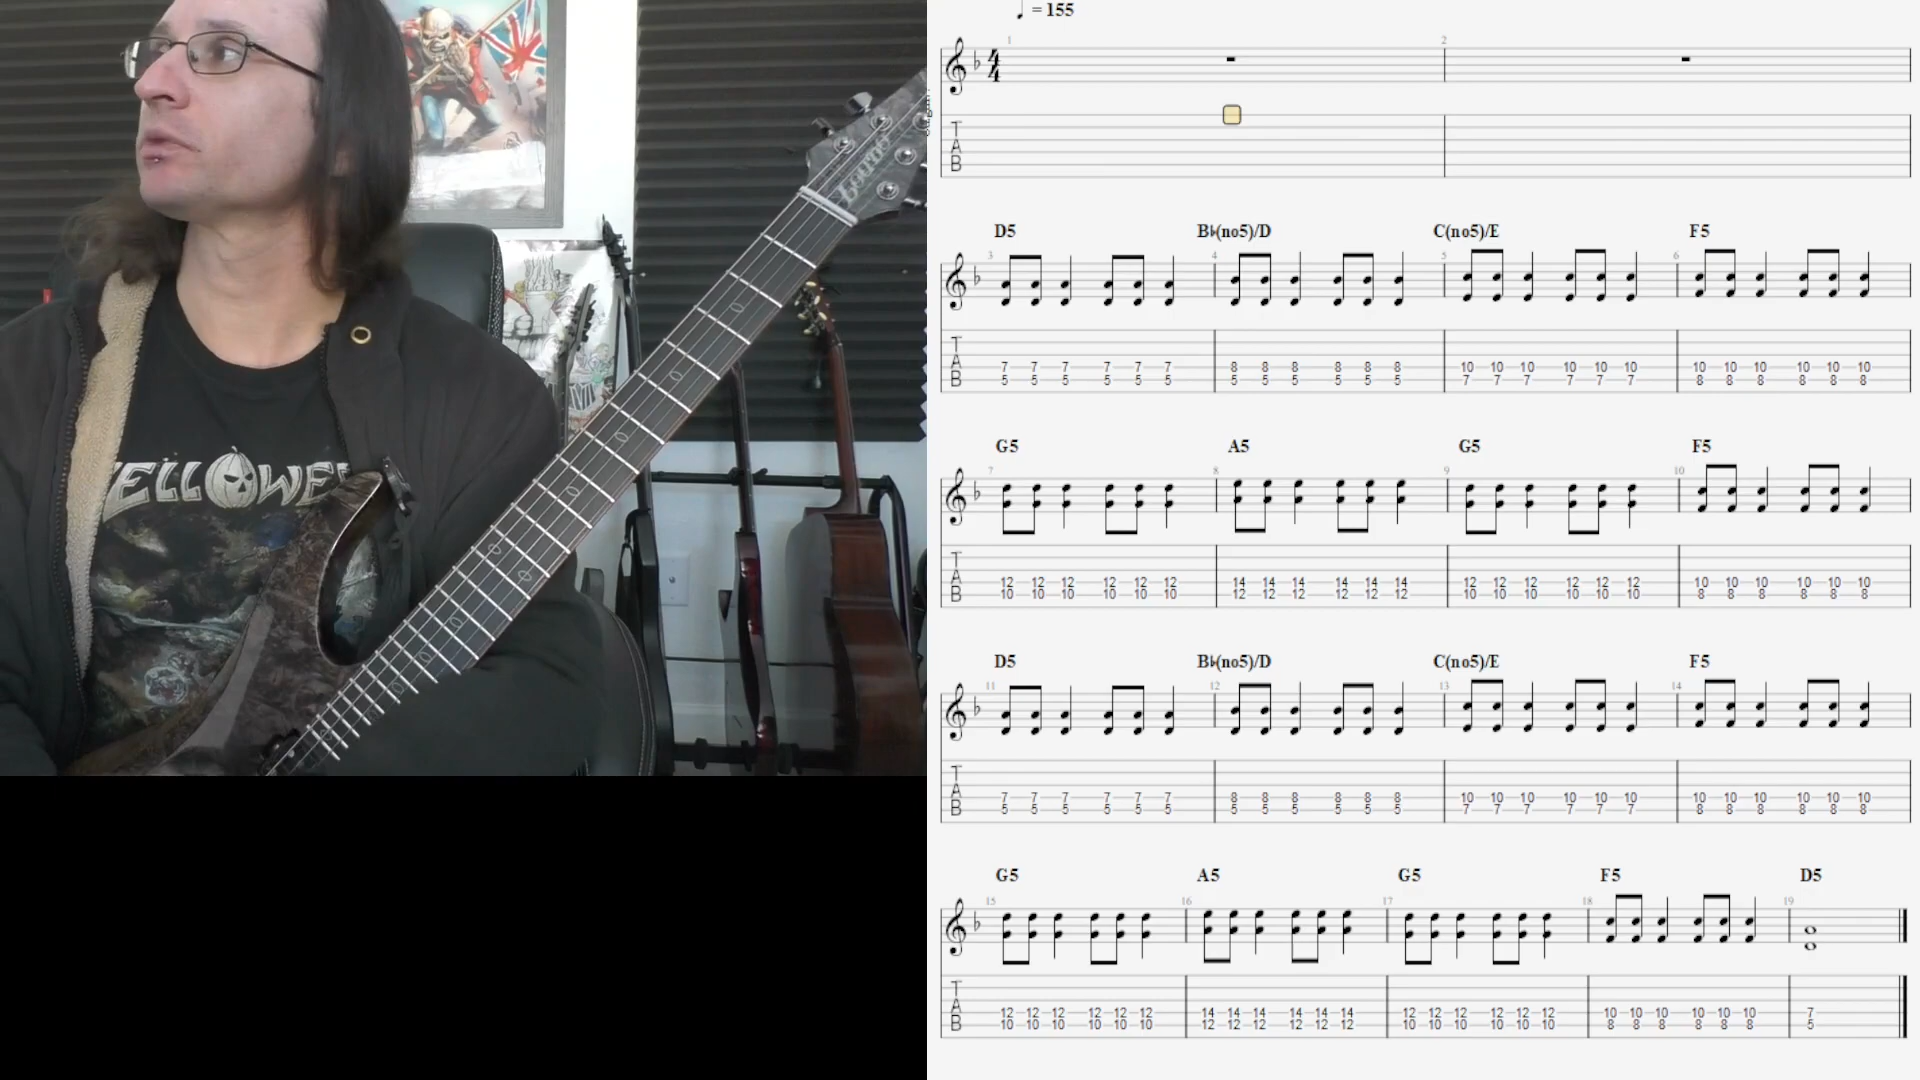 ♩ = 155
1 2
4
4
T
A
B
D5 B♭(no5)/D C(no5)/E F5
3 4 5 6
T
A 7 7 7 7 7 7 8 8 8 8 8 8 10 10 10 10 10 10 10 10 10 10 10 10
B 5 5 5 5 5 5 5 5 5 5 5 5 7 7 7 7 7 7 8 8 8 8 8 8
G5 A5 G5 F5
7 8 9 10
T
A 12 12 12 12 12 12 14 14 14 14 14 14 12 12 12 12 12 12 10 10 10 10 10 10
B 10 10 10 10 10 10 12 12 12 12 12 12 10 10 10 10 10 10 8 8 8 8 8 8
D5 B♭(no5)/D C(no5)/E F5
11 12 13 14
T
A 7 7 7 7 7 7 8 8 8 8 8 8 10 10 10 10 10 10 10 10 10 10 10 10
B 5 5 5 5 5 5 5 5 5 5 5 5 7 7 7 7 7 7 8 8 8 8 8 8
G5 A5 G5 F5 D5
15 16 17 18 19
T
A 12 12 12 12 12 12 14 14 14 14 14 14 12 12 12 12 12 12 10 10 10 10 10 10 7
B 10 10 10 10 10 10 12 12 12 12 12 12 10 10 10 10 10 10 8 8 8 8 8 8 5